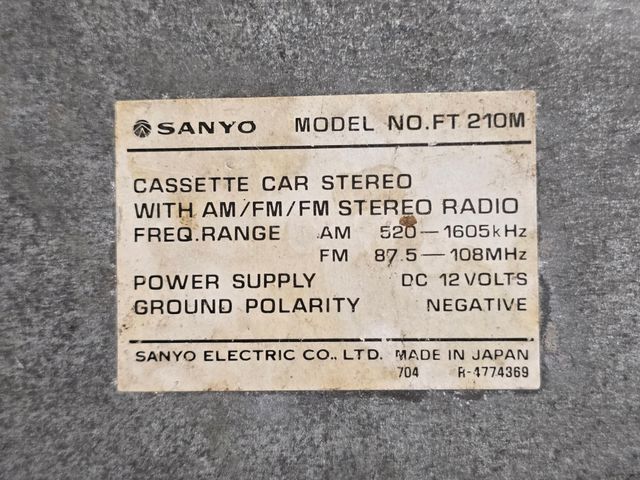 SANYO MODEL NO.FT 210M
CASSETTE CAR STEREO
WITH AM/FM/FM STEREO RADIO
FREQ.RANGE AM 520—1605kHz
FM 87.5—108MHz
POWER SUPPLY DC 12VOLTS
GROUND POLARITY NEGATIVE
SANYO ELECTRIC CO., LTD. MADE IN JAPAN
704 R-4774369